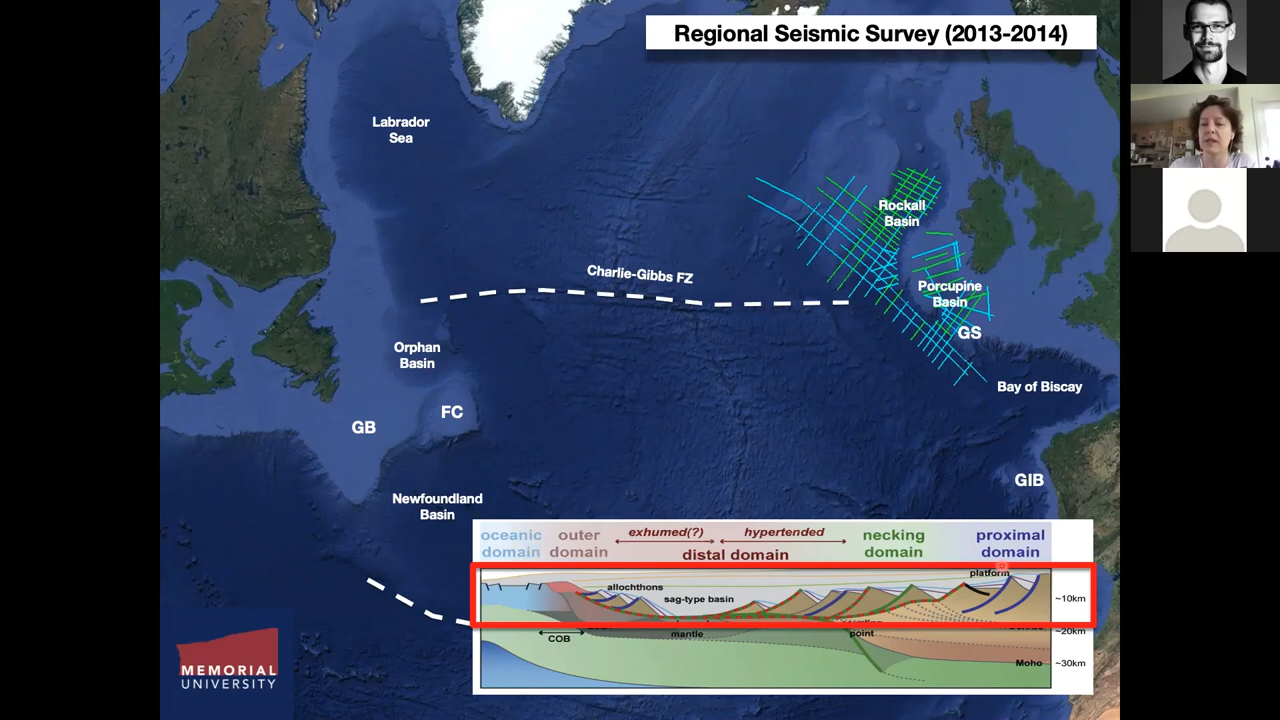 Regional Seismic Survey (2013-2014)
Labrador
Sea
Rockall
Basin
Charlie-Gibbs FZ
Porcupine
Basin
GS
Orphan
Basin
Bay of Biscay
FC
GB
GIB
Newfoundland
Basin
oceanic
domain
outer
domain
exhumed(?)
hypertended
distal domain
necking
domain
proximal
domain
platform
allochthons
sag-type basin
~10km
COB
mantle
point
~20km
Moho
~30km
MEMORIAL
UNIVERSITY